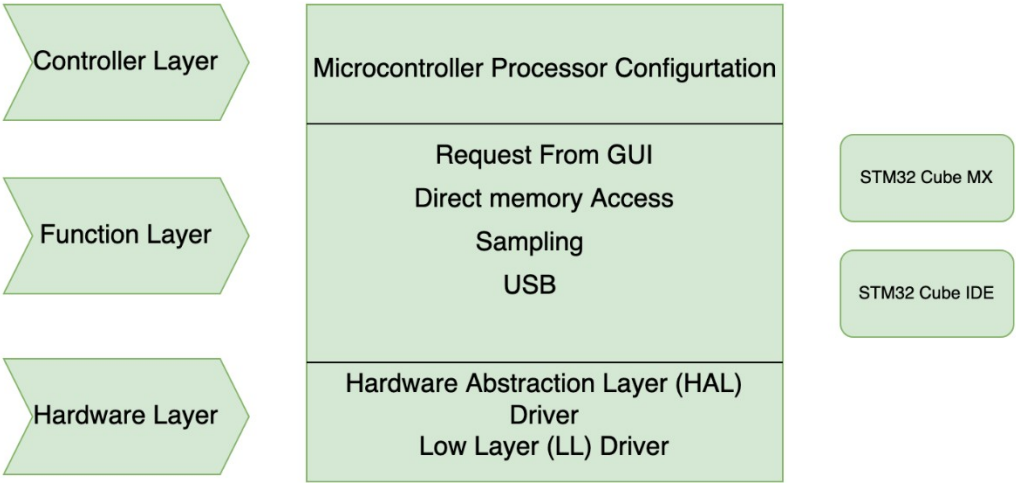 Controller Layer
Microcontroller Processor Configurtation
Function Layer
Request From GUI
Direct memory Access
Sampling
USB
STM32 Cube MX
STM32 Cube IDE
Hardware Layer
Hardware Abstraction Layer (HAL)
Driver
Low Layer (LL) Driver